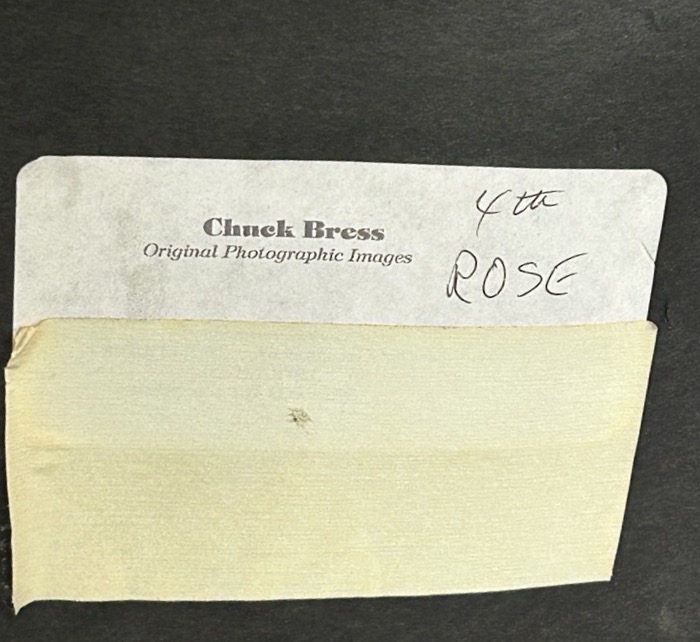 Chuck Bress
Original Photographic Images
4th
ROSE